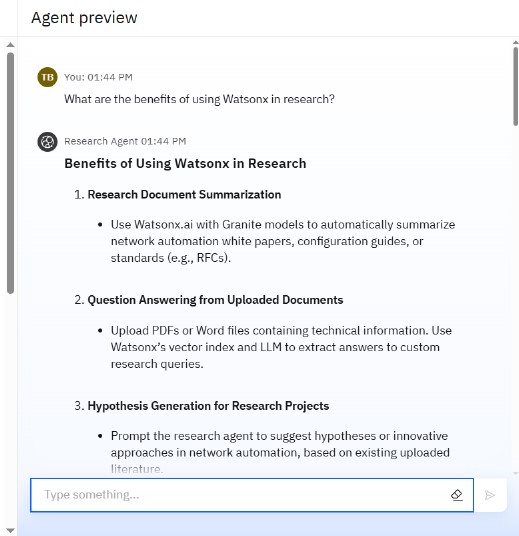 Agent preview
TB You: 01:44 PM
What are the benefits of using Watsonx in research?
Research Agent 01:44 PM
Benefits of Using Watsonx in Research
1. Research Document Summarization
• Use Watsonx.ai with Granite models to automatically summarize
network automation white papers, configuration guides, or
standards (e.g., RFCs).
2. Question Answering from Uploaded Documents
• Upload PDFs or Word files containing technical information. Use
Watsonx's vector index and LLM to extract answers to custom
research queries.
3. Hypothesis Generation for Research Projects
• Prompt the research agent to suggest hypotheses or innovative
approaches in network automation, based on existing uploaded
literature.
Type something...